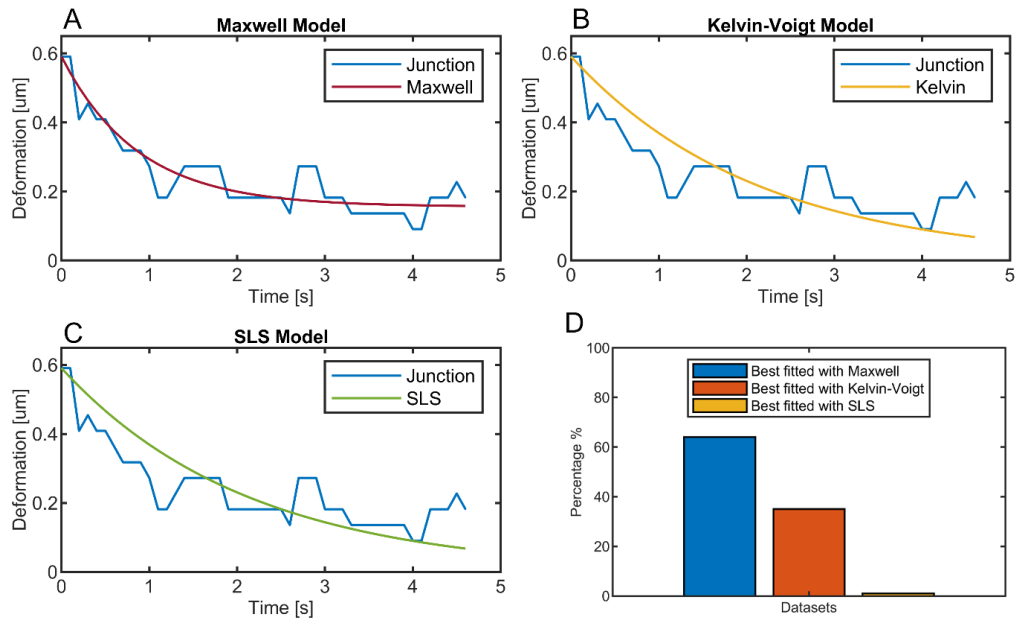 A
Maxwell Model
Deformation [um]
0.6
0.4
0.2
0
Junction
Maxwell
0 1 2 3 4 5
Time [s]
B
Kelvin-Voigt Model
Deformation [um]
0.6
0.4
0.2
0
Junction
Kelvin
0 1 2 3 4 5
Time [s]
C
SLS Model
Deformation [um]
0.6
0.4
0.2
0
Junction
SLS
0 1 2 3 4 5
Time [s]
D
Percentage %
100
80
60
40
20
0
Best fitted with Maxwell
Best fitted with Kelvin-Voigt
Best fitted with SLS
Datasets